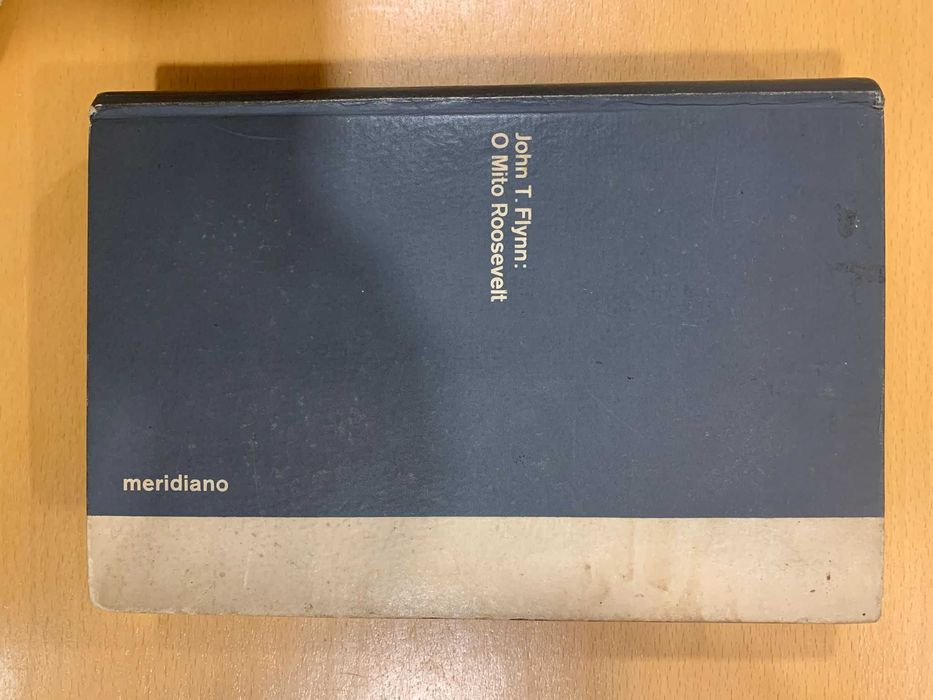 John T. Flynn:
O Mito Roosevelt
meridiano